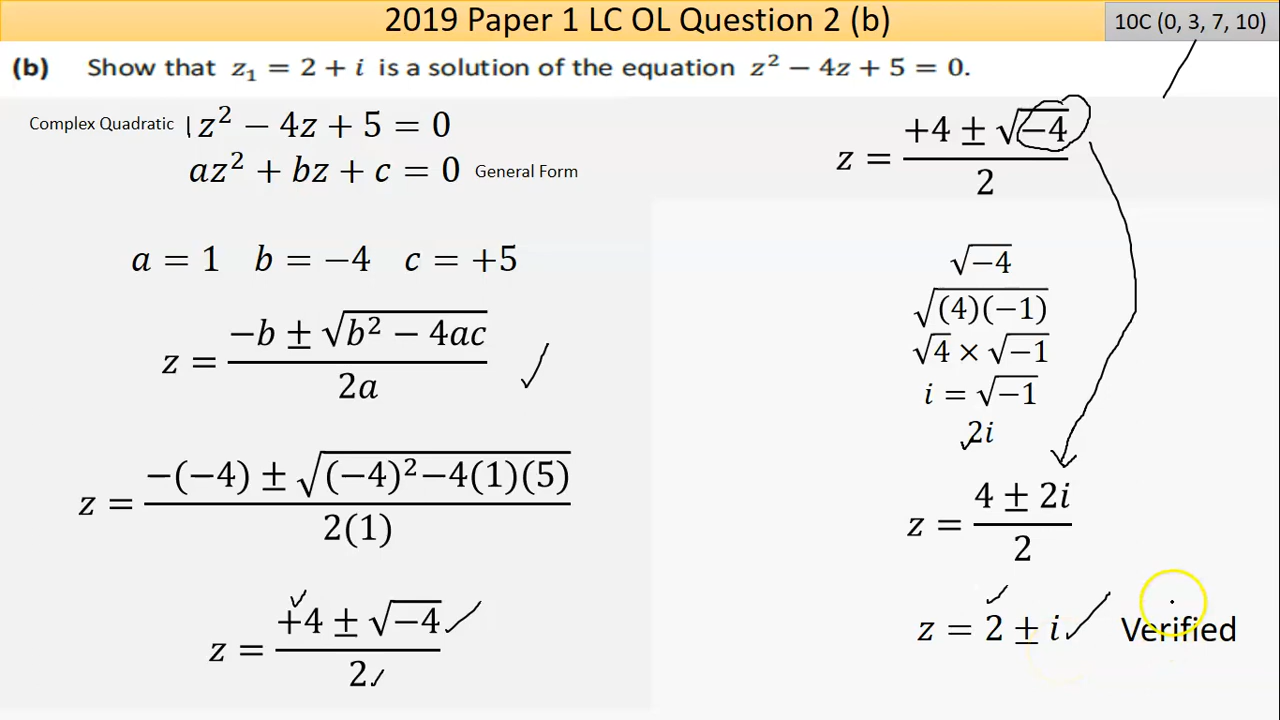 2019 Paper 1 LC OL Question 2 (b)
10C (0, 3, 7, 10)
(b) Show that z₁ = 2 + i is a solution of the equation z² − 4z + 5 = 0.
Complex Quadratic 1z² − 4z + 5 = 0
az² + bz + c = 0 General Form
a = 1 b = −4 c = +5
z = (−b ± √(b² − 4ac)) / 2a
z = (−(−4) ± √((−4)²−4(1)(5))) / 2(1)
z = (+4 ± √−4) / 2
z = (+4 ± √−4) / 2
√−4
√(4)(−1)
√4 × √−1
i = √−1
2i
z = (4 ± 2i) / 2
z = 2 ± i Verified